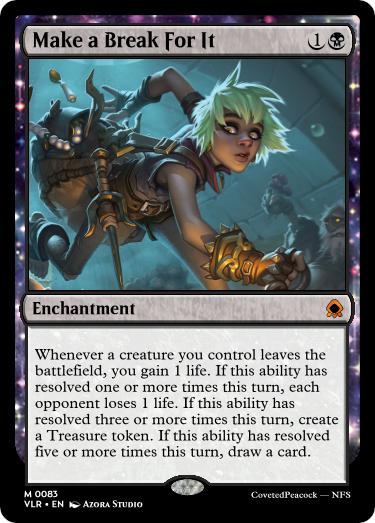 Make a Break For It 1
Enchantment
Whenever a creature you control leaves the
battlefield, you gain 1 life. If this ability has
resolved one or more times this turn, each
opponent loses 1 life. If this ability has
resolved three or more times this turn, create
a Treasure token. If this ability has resolved
five or more times this turn, draw a card.
M 0083
VLR • EN Azora Studio CovetedPeacock — NFS